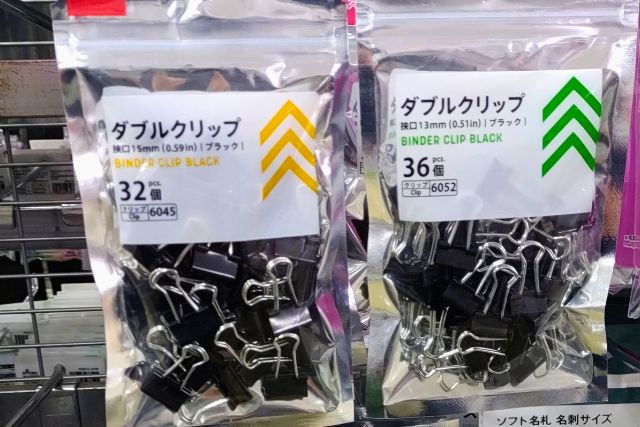 ダブルクリップ
挟口15mm(0.59in)|ブラック|
BINDER CLIP BLACK
32 pcs. 個
クリップ Clip 6045
ダブルクリップ
挟口13mm(0.51in)|ブラック|
BINDER CLIP BLACK
36 pcs. 個
クリップ Clip 6052
ソフト名札 名刺サイズ